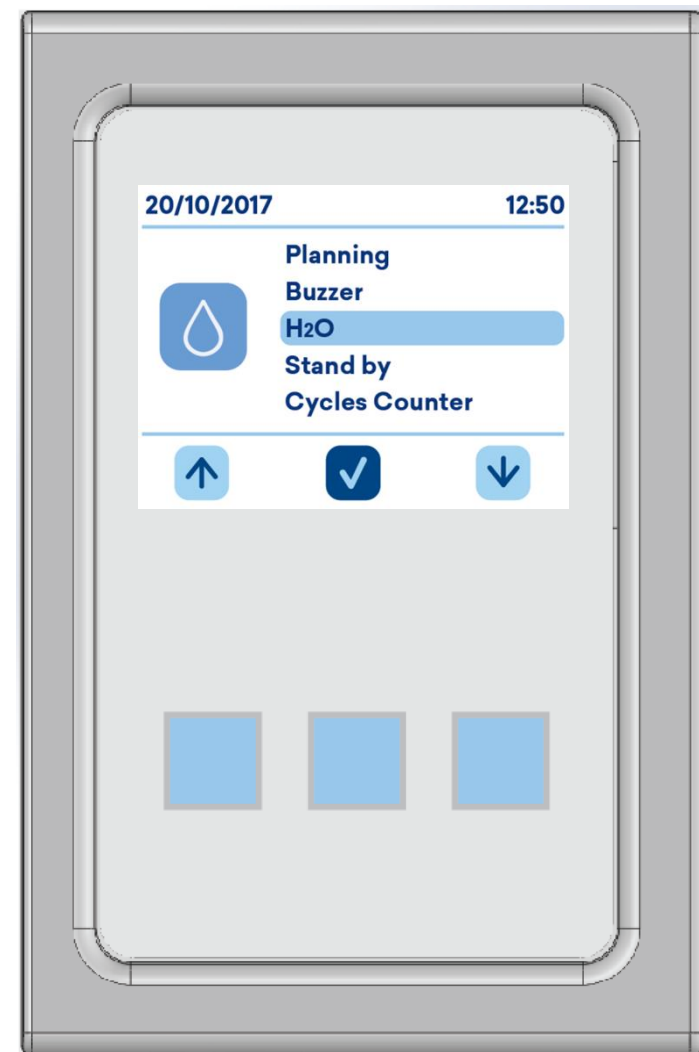 20/10/2017 12:50
Planning
Buzzer
H2O
Stand by
Cycles Counter